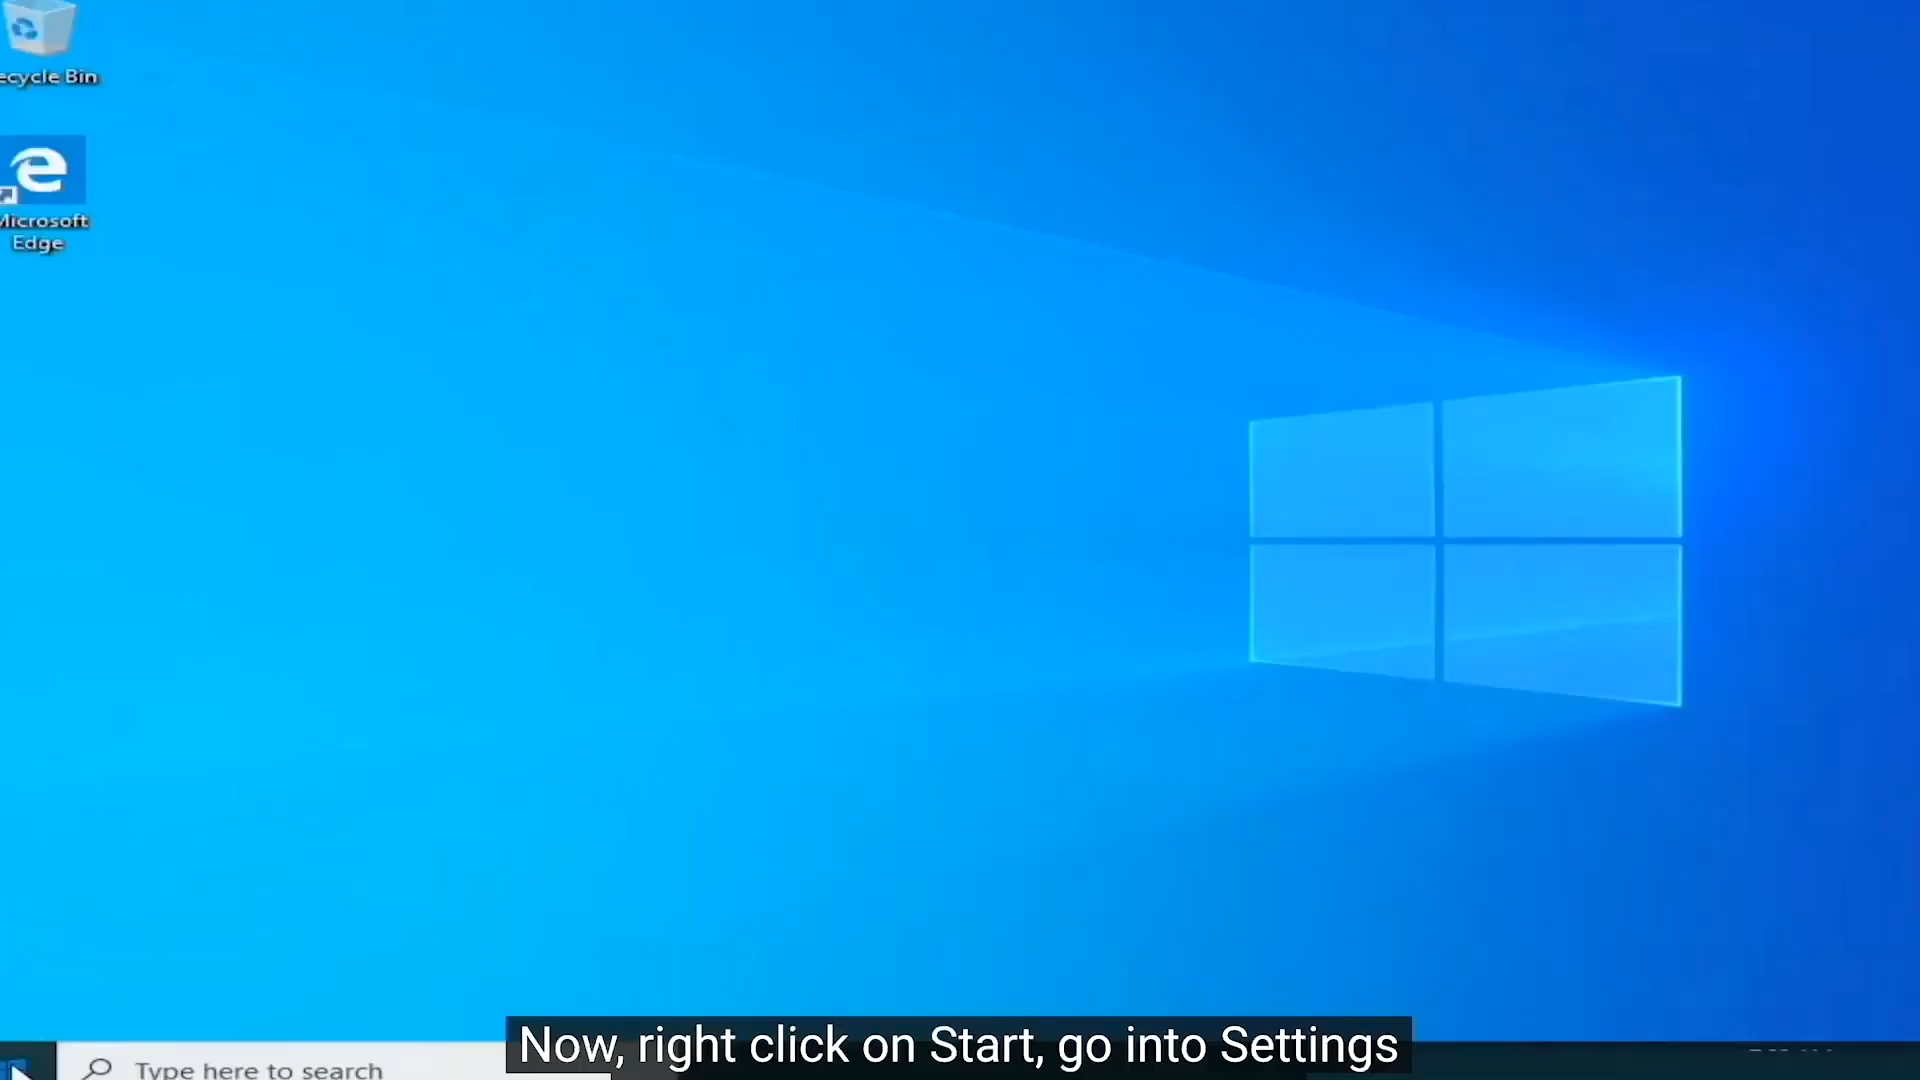 ecycle Bin
Microsoft
Edge
Now, right click on Start, go into Settings
Type here to search